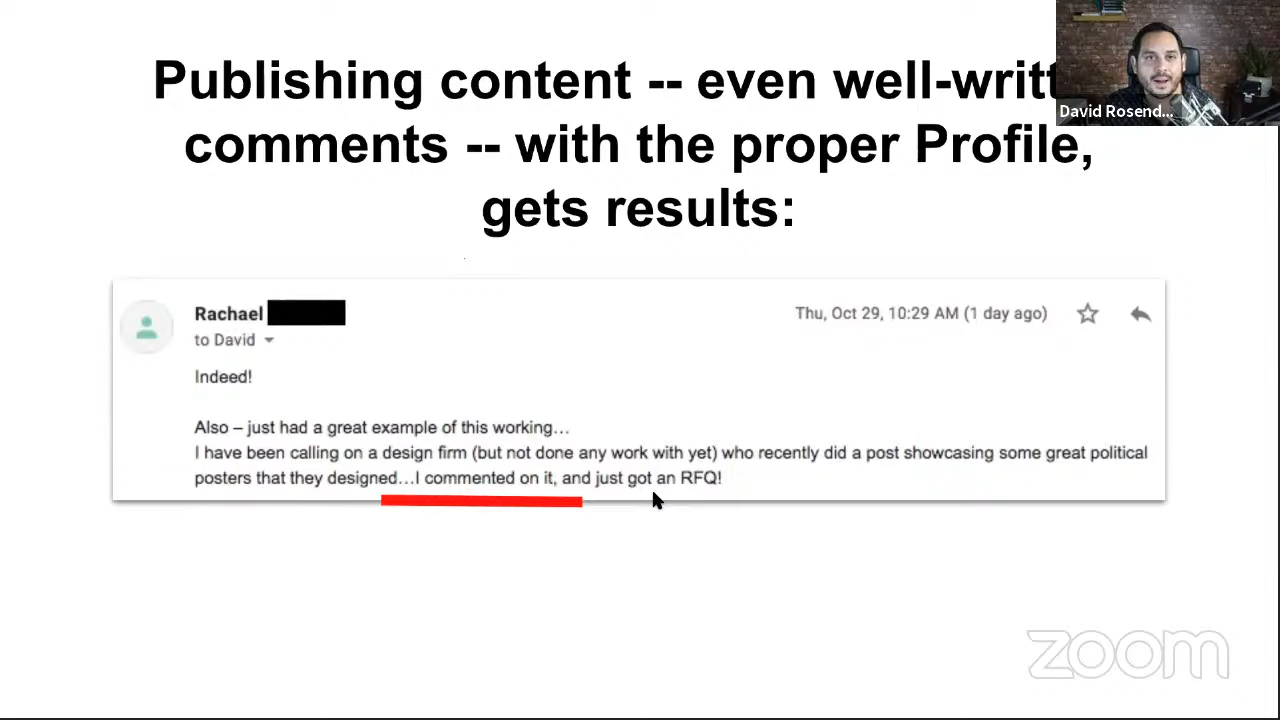 Publishing content -- even well-writt
comments -- with the proper Profile,
gets results:
David Rosend...
Rachael
Thu, Oct 29, 10:29 AM (1 day ago)
to David
Indeed!
Also – just had a great example of this working…
I have been calling on a design firm (but not done any work with yet) who recently did a post showcasing some great political
posters that they designed…I commented on it, and just got an RFQ!
zoom